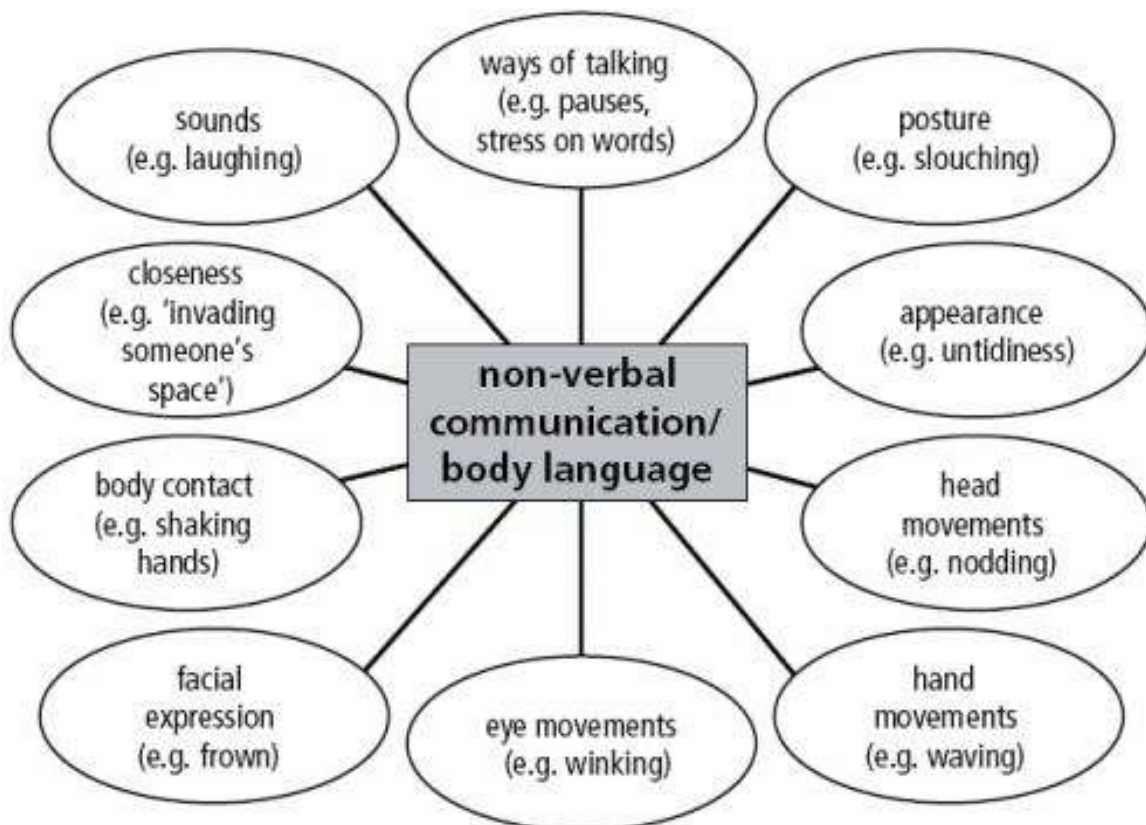 ways of talking
(e.g. pauses,
stress on words)
sounds
(e.g. laughing)
posture
(e.g. slouching)
closeness
(e.g. ‘invading
someone’s
space’)
appearance
(e.g. untidiness)
non-verbal
communication/
body language
body contact
(e.g. shaking
hands)
head
movements
(e.g. nodding)
facial
expression
(e.g. frown)
eye movements
(e.g. winking)
hand
movements
(e.g. waving)